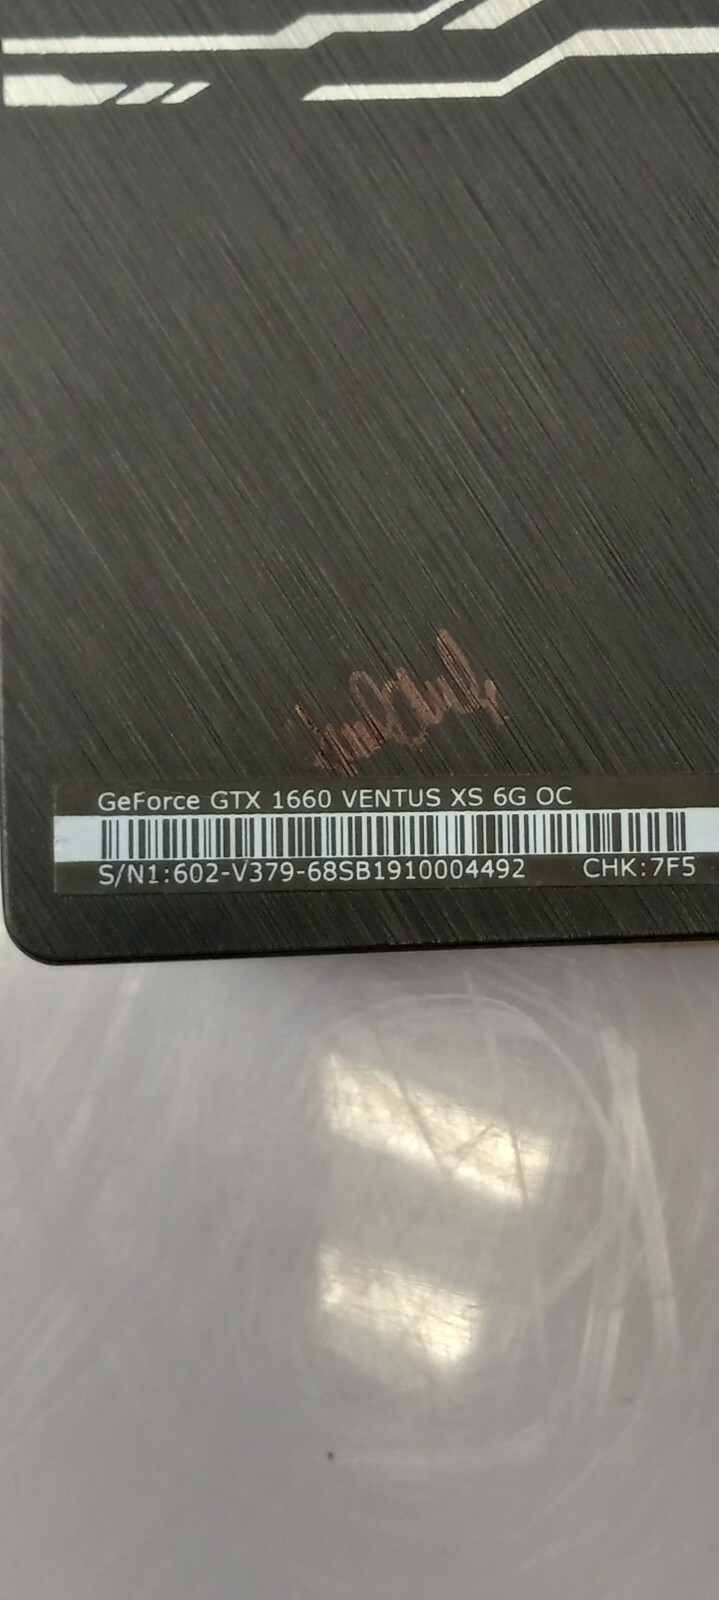 GeForce GTX 1660 VENTUS XS 6G OC
S/N1:602-V379-68SB1910004492 CHK:7F5